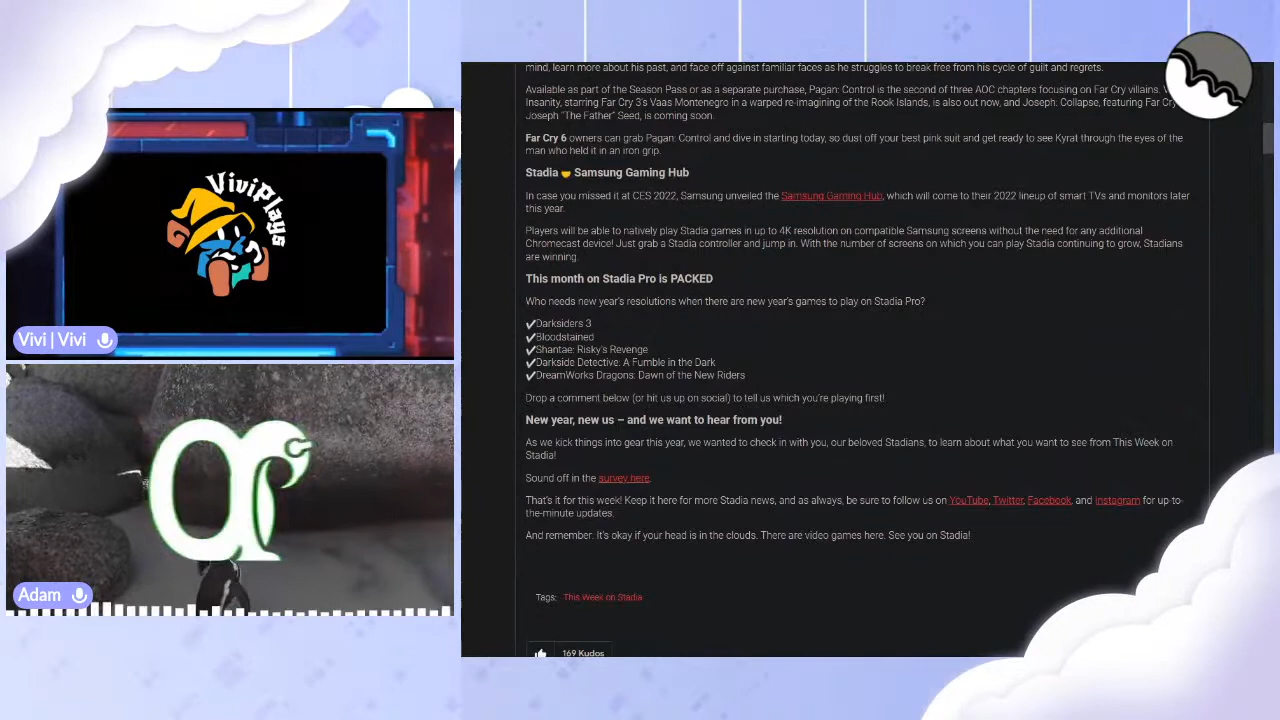 ViviPlays
Vivi | Vivi
Adam
mind, learn more about his past, and face off against familiar faces as he struggles to break free from his cycle of guilt and regrets.
Available as part of the Season Pass or as a separate purchase, Pagan: Control is the second of three AOC chapters focusing on Far Cry villains.
Insanity, starring Far Cry 3's Vaas Montenegro in a warped re-imagining of the Rook Islands, is also out now, and Joseph: Collapse, featuring Far Cry
Joseph "The Father" Seed, is coming soon.
Far Cry 6 owners can grab Pagan: Control and dive in starting today, so dust off your best pink suit and get ready to see Kyrat through the eyes of the
man who held it in an iron grip.
Stadia 🤝 Samsung Gaming Hub
In case you missed it at CES 2022, Samsung unveiled the Samsung Gaming Hub, which will come to their 2022 lineup of smart TVs and monitors later
this year.
Players will be able to natively play Stadia games in up to 4K resolution on compatible Samsung screens without the need for any additional
Chromecast device! Just grab a Stadia controller and jump in. With the number of screens on which you can play Stadia continuing to grow, Stadians
are winning.
This month on Stadia Pro is PACKED
Who needs new year's resolutions when there are new year's games to play on Stadia Pro?
✔Darksiders 3
✔Bloodstained
✔Shantae: Risky's Revenge
✔Darkside Detective: A Fumble in the Dark
✔DreamWorks Dragons: Dawn of the New Riders
Drop a comment below (or hit us up on social) to tell us which you're playing first!
New year, new us – and we want to hear from you!
As we kick things into gear this year, we wanted to check in with you, our beloved Stadians, to learn about what you want to see from This Week on
Stadia!
Sound off in the survey here.
That's it for this week! Keep it here for more Stadia news, and as always, be sure to follow us on YouTube, Twitter, Facebook, and Instagram for up-to-
the-minute updates.
And remember: It's okay if your head is in the clouds. There are video games here. See you on Stadia!
Tags: This Week on Stadia
169 Kudos